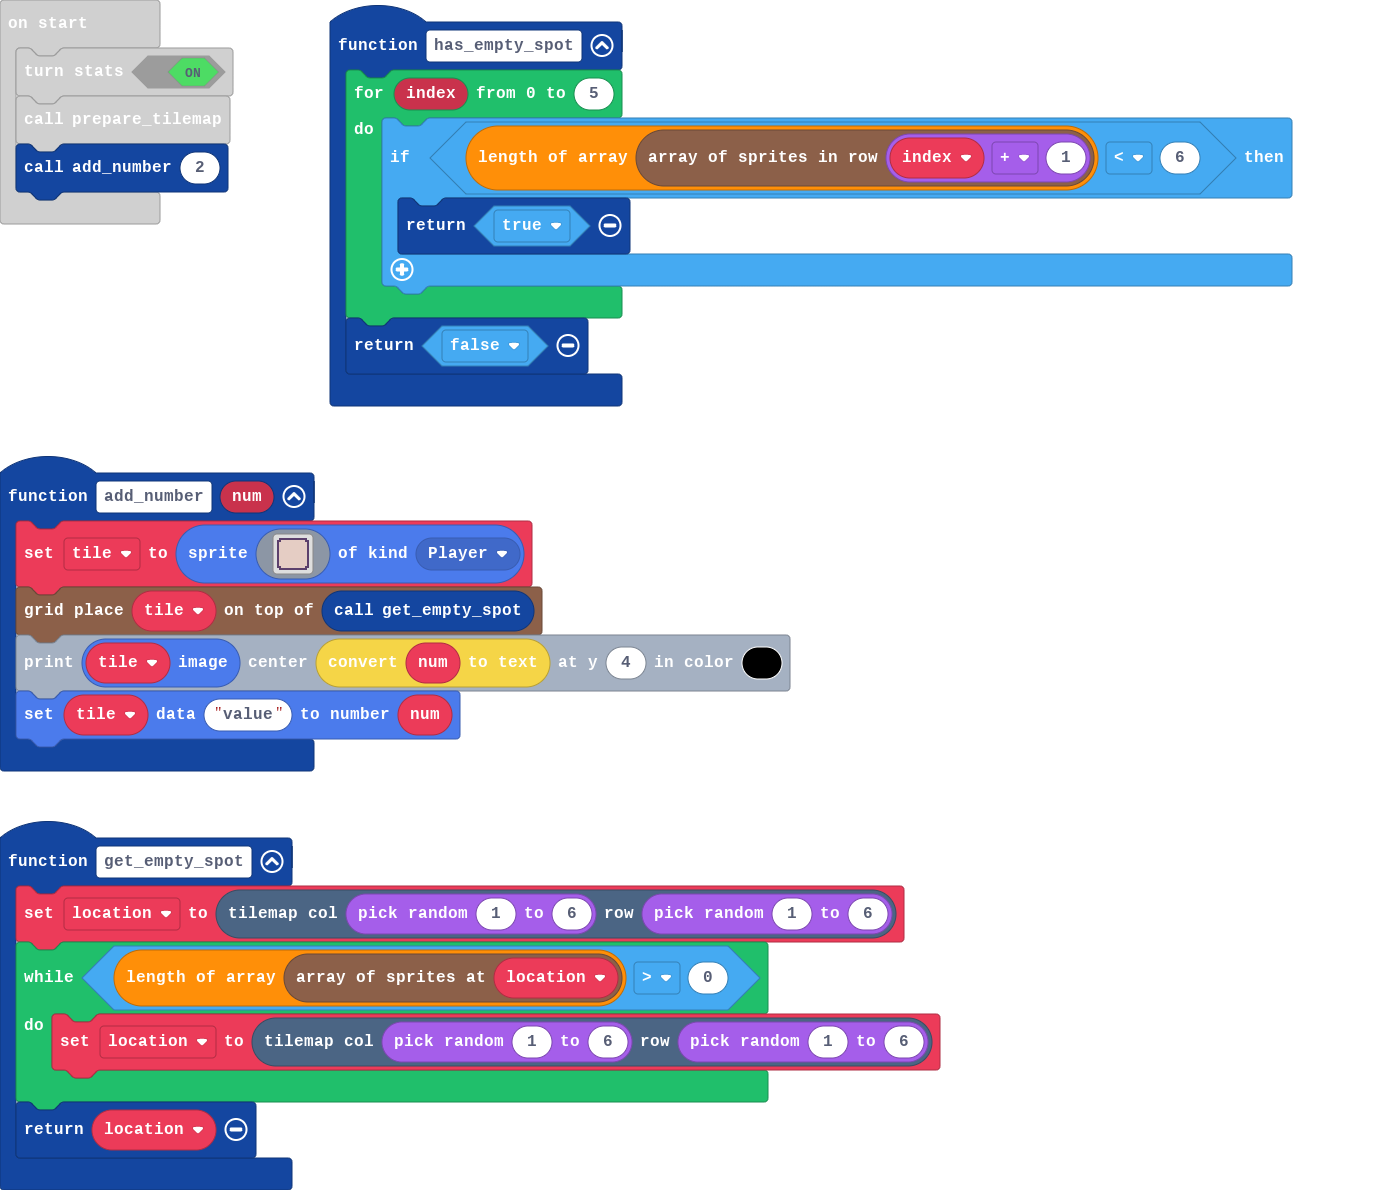 on start
turn stats ON
call prepare_tilemap
call add_number 2
function has_empty_spot
for index from 0 to 5
do
if length of array array of sprites in row index + 1 < 6 then
return true
return false
function add_number num
set tile to sprite of kind Player
grid place tile on top of call get_empty_spot
print tile image center convert num to text at y 4 in color
set tile data "value" to number num
function get_empty_spot
set location to tilemap col pick random 1 to 6 row pick random 1 to 6
while length of array array of sprites at location > 0
do
set location to tilemap col pick random 1 to 6 row pick random 1 to 6
return location